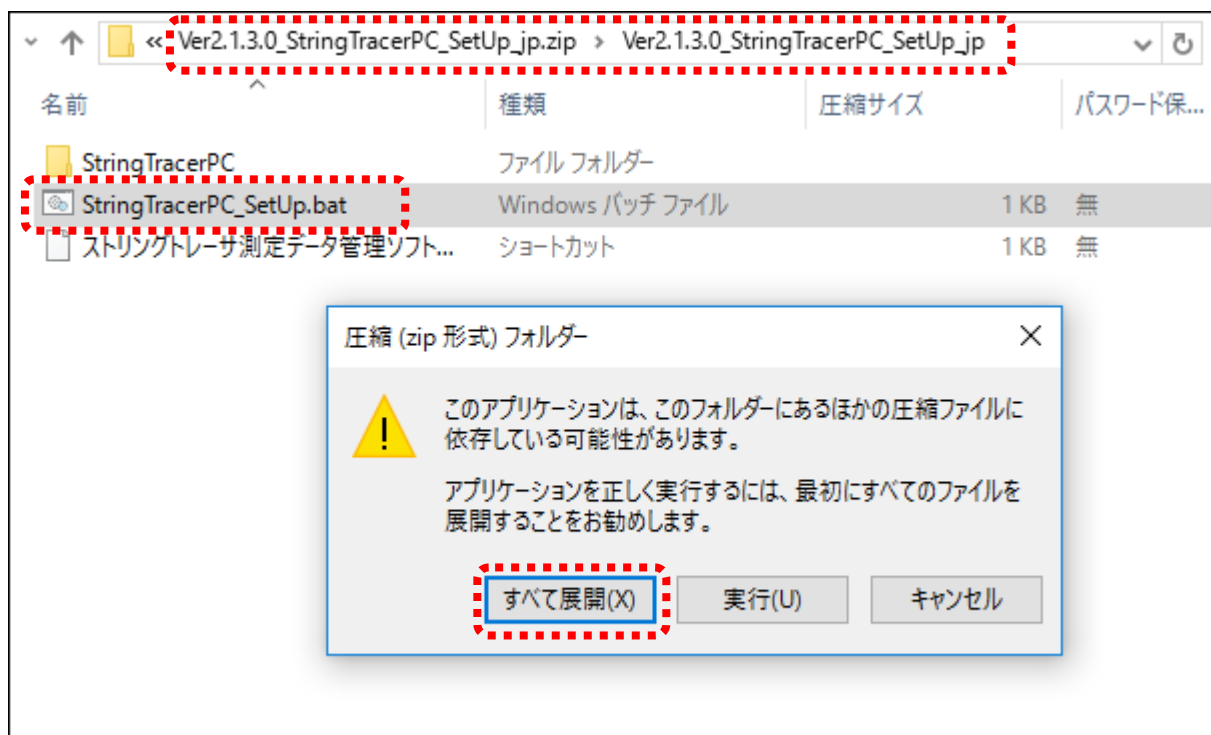 « Ver2.1.3.0_StringTracerPC_SetUp_jp.zip > Ver2.1.3.0_StringTracerPC_SetUp_jp
名前 種類 圧縮サイズ パスワード保...
StringTracerPC ファイル フォルダー
StringTracerPC_SetUp.bat Windows バッチ ファイル 1 KB 無
ストリングトレーサ測定データ管理ソフト... ショートカット 1 KB 無
圧縮 (zip 形式) フォルダー
このアプリケーションは、このフォルダーにあるほかの圧縮ファイルに
依存している可能性があります。
アプリケーションを正しく実行するには、最初にすべてのファイルを
展開することをお勧めします。
すべて展開(X) 実行(U) キャンセル